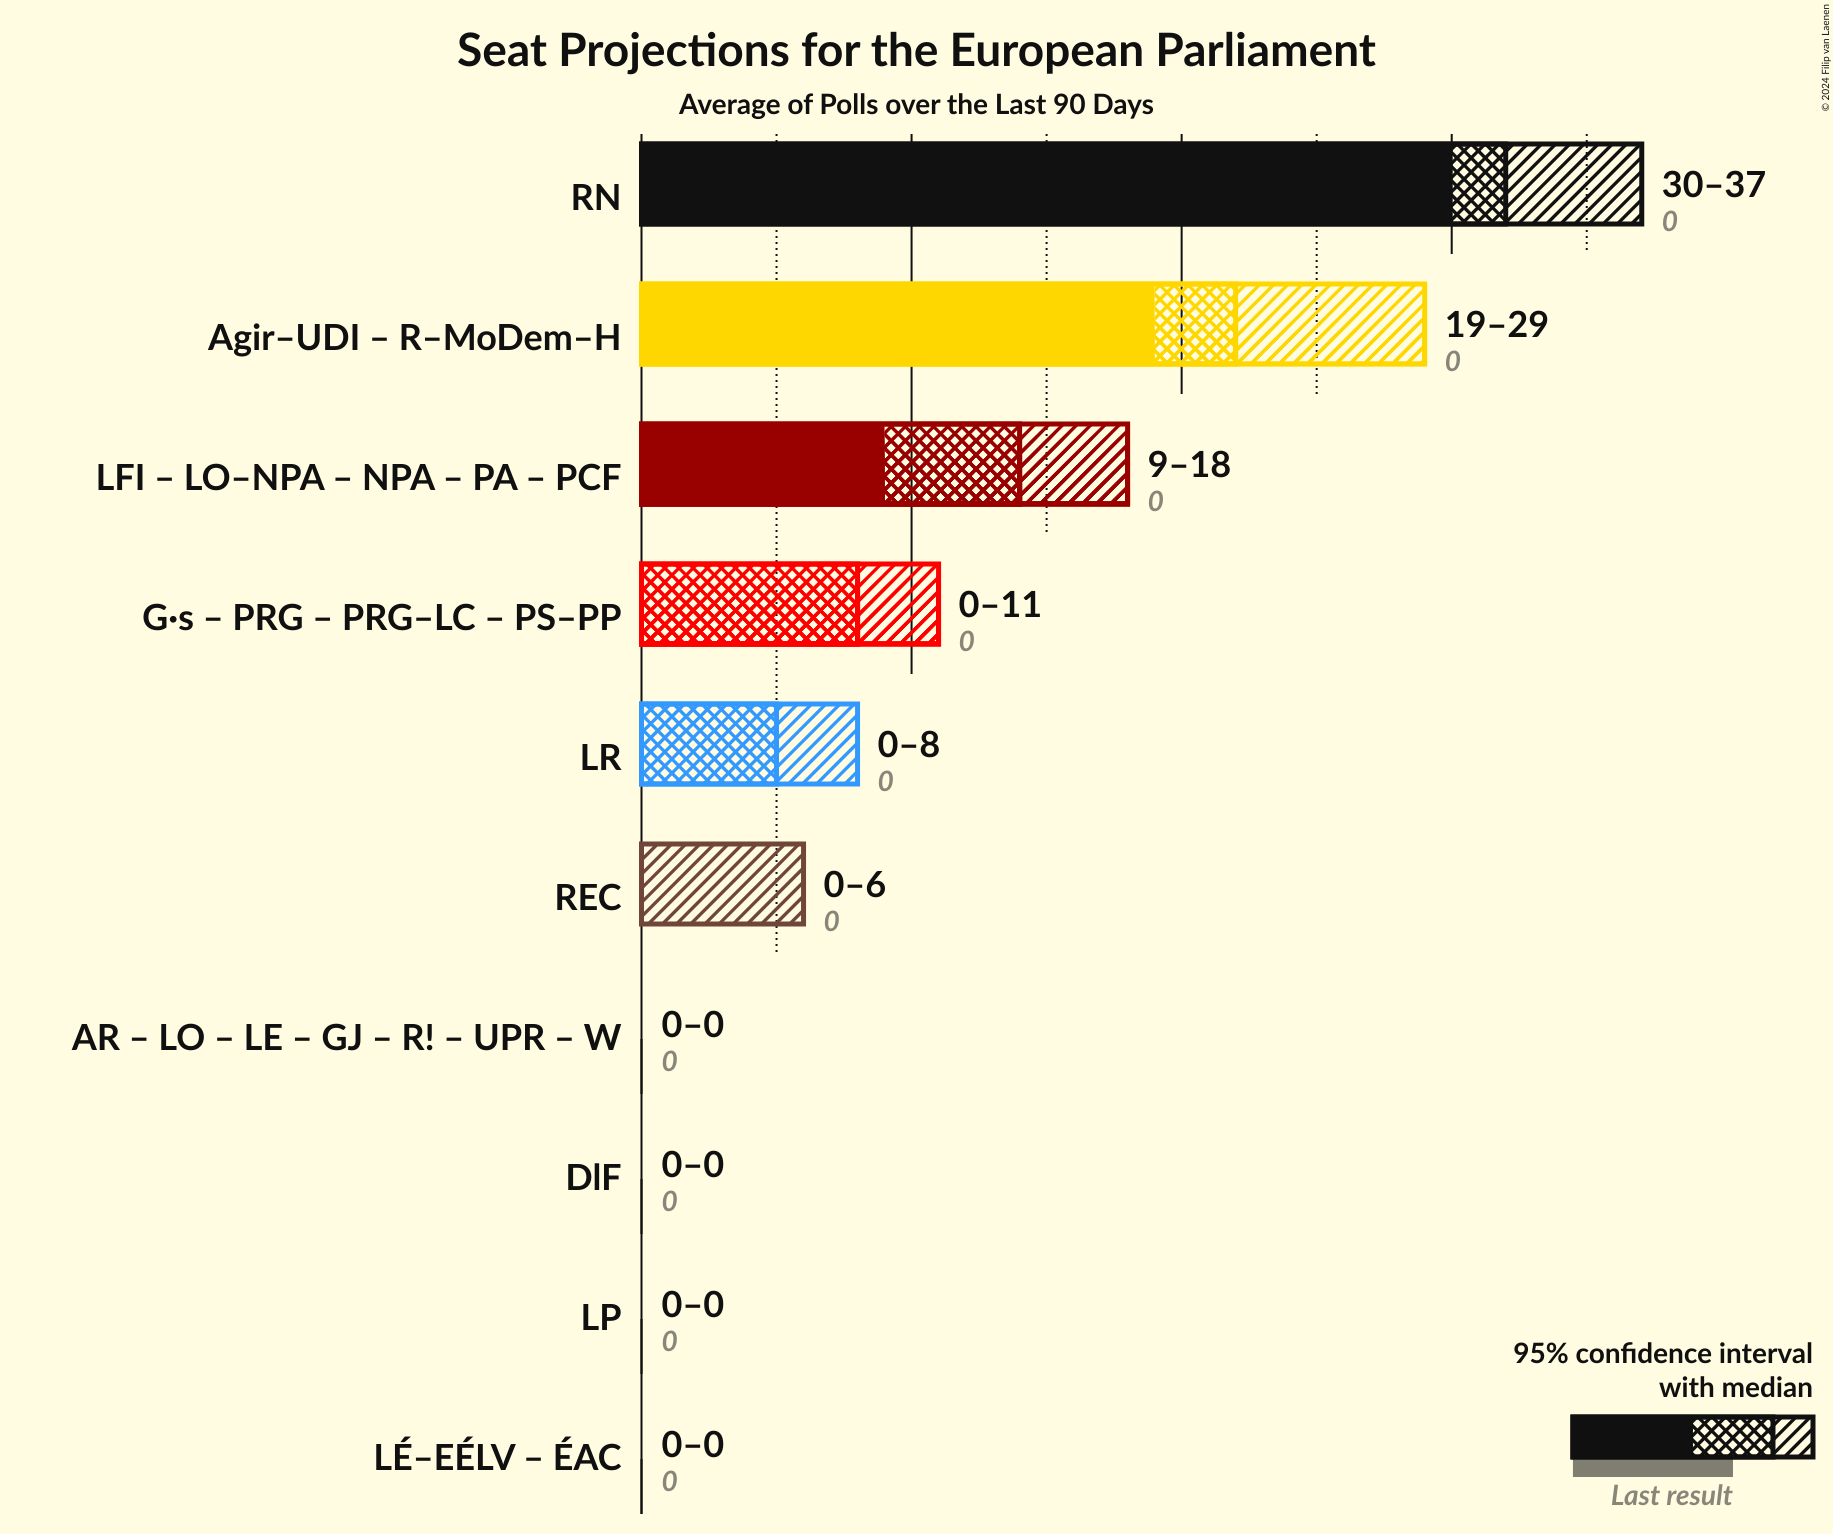 Seat Projections for the European Parliament
Average of Polls over the Last 90 Days
© 2024 Filip van Laenen
RN
30–37
0
Agir–UDI – R–MoDem–H
19–29
0
LFI – LO–NPA – NPA – PA – PCF
9–18
0
G·s – PRG – PRG–LC – PS–PP
0–11
0
LR
0–8
0
REC
0–6
0
AR – LO – LE – GJ – R! – UPR – W
0–0
0
DIF
0–0
0
LP
0–0
0
LÉ–EÉLV – ÉAC
0–0
0
95% confidence interval
with median
Last result